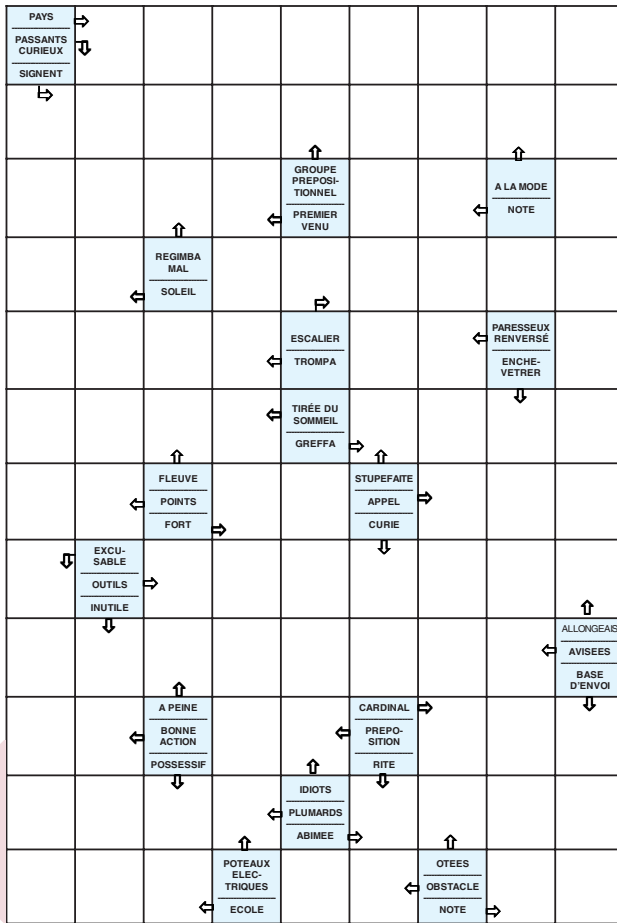 PAYS
PASSANTS
CURIEUX
SIGNENT
GROUPE
PREPOSI-
TIONNEL
PREMIER
VENU
A LA MODE
NOTE
REGIMBA
MAL
SOLEIL
ESCALIER
TROMPA
PARESSEUX
RENVERSÉ
ENCHE-
VETRER
TIRÉE DU
SOMMEIL
GREFFA
FLEUVE
POINTS
FORT
STUPEFAITE
APPEL
CURIE
EXCU-
SABLE
OUTILS
INUTILE
ALLONGEAIS
AVISEES
BASE
D'ENVOI
A PEINE
BONNE
ACTION
POSSESSIF
CARDINAL
PREPO-
SITION
RITE
IDIOTS
PLUMARDS
ABIMEE
POTEAUX
ELEC-
TRIQUES
ECOLE
OTEES
OBSTACLE
NOTE